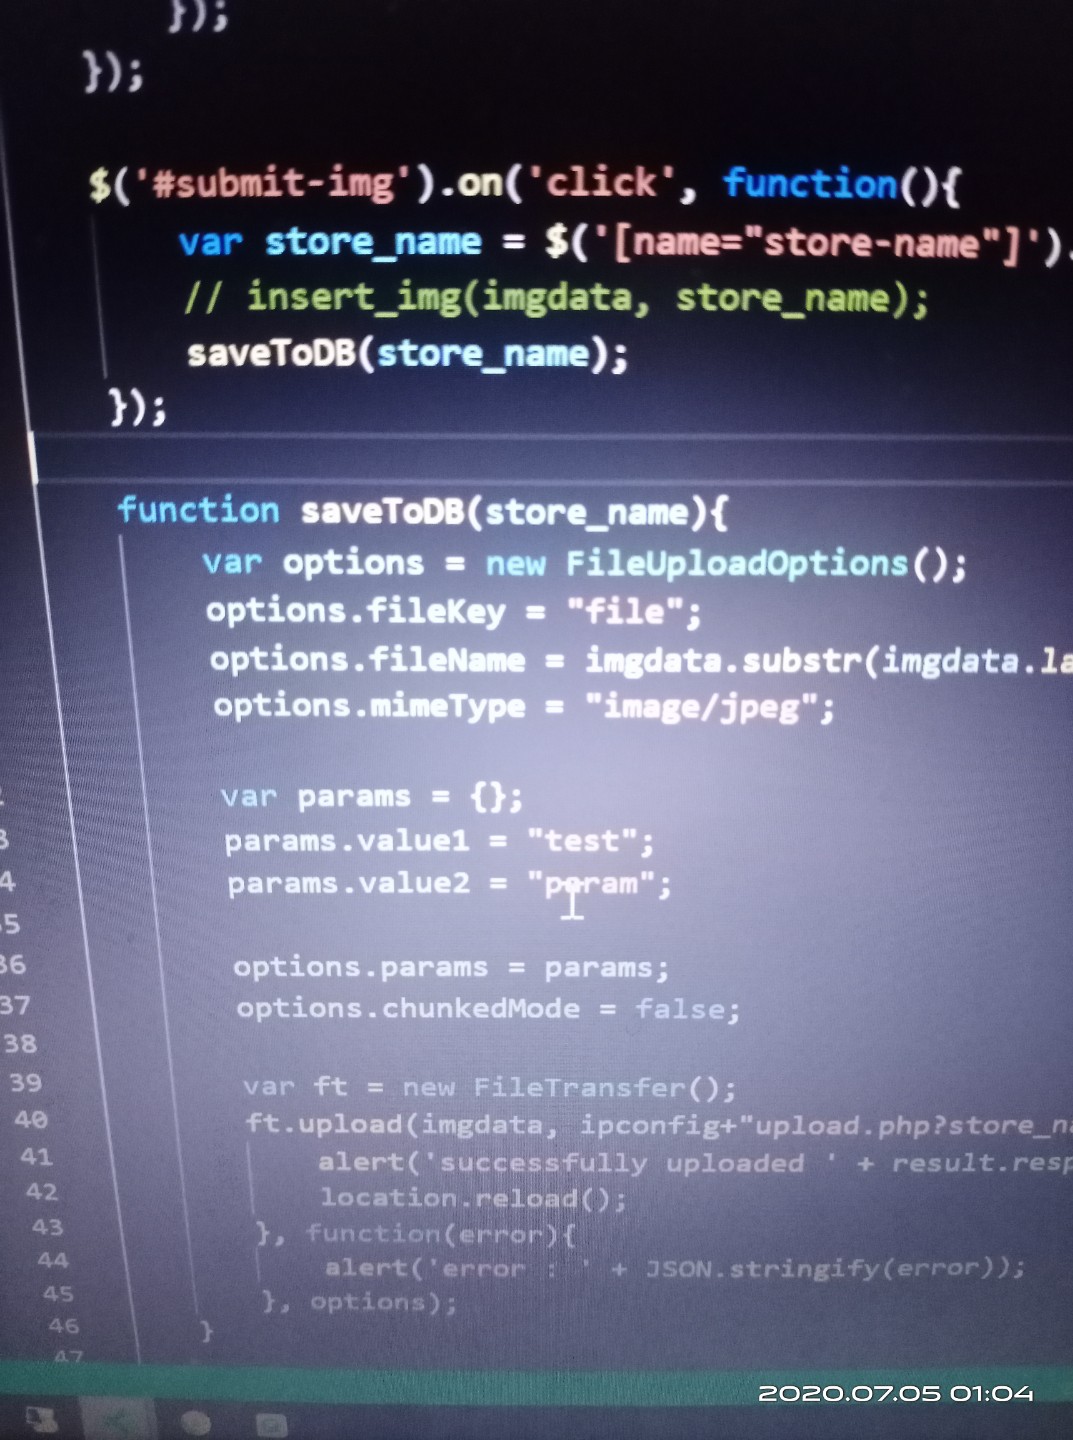 });
});
$('#submit-img').on('click', function(){
var store_name = $('[name="store-name"]').
// insert_img(imgdata, store_name);
saveToDB(store_name);
});
function saveToDB(store_name){
var options = new FileUploadOptions();
options.fileKey = "file";
options.fileName = imgdata.substr(imgdata.la
options.mimeType = "image/jpeg";
var params = {};
3 params.value1 = "test";
4 params.value2 = "param";
35
36 options.params = params;
37 options.chunkedMode = false;
38
39 var ft = new FileTransfer();
40 ft.upload(imgdata, ipconfig+"upload.php?store_na
41 alert('successfully uploaded ' + result.resp
42 location.reload();
43 }, function(error){
44 alert('error : ' + JSON.stringify(error));
45 }, options);
46 }
47
2020.07.05 01:04